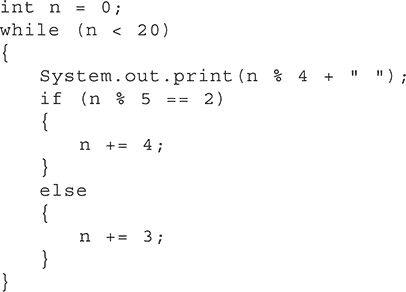 int n = 0;
while (n < 20)
{
    System.out.print(n % 4 + " ");
    if (n % 5 == 2)
    {
        n += 4;
    }
    else
    {
        n += 3;
    }
}